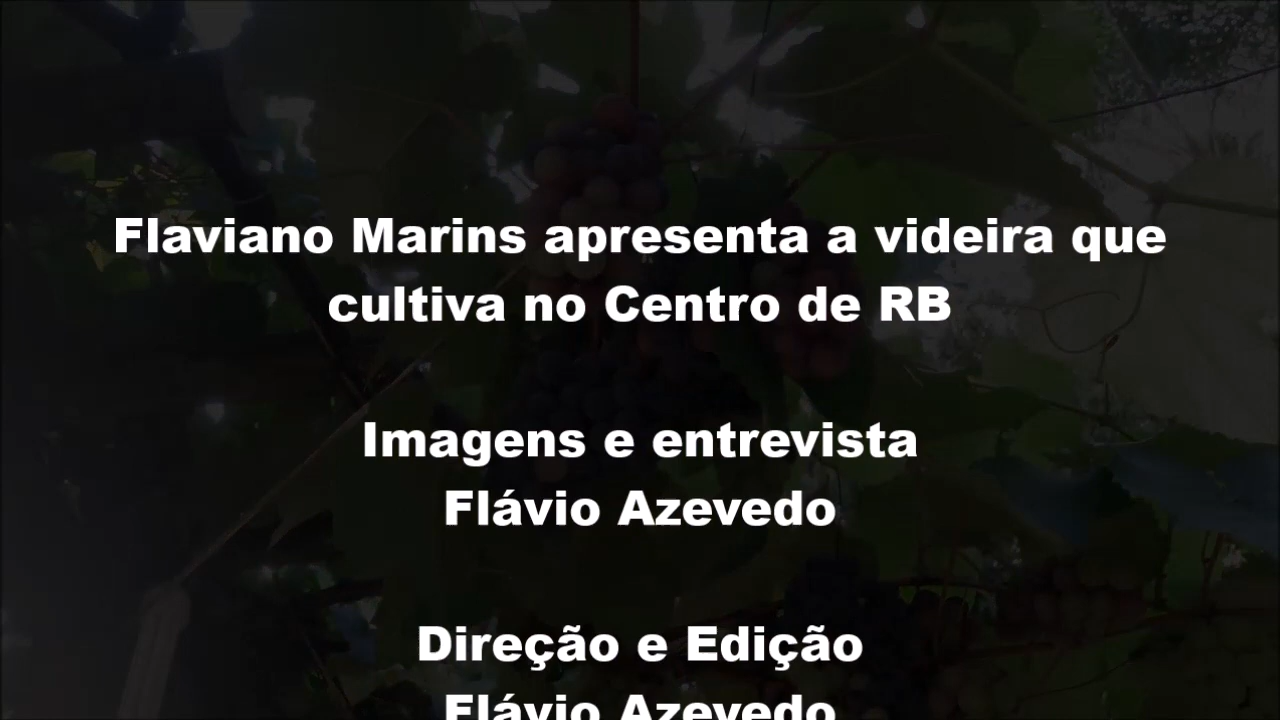 Flaviano Marins apresenta a videira que
cultiva no Centro de RB
Imagens e entrevista
Flávio Azevedo
Direção e Edição
Flávio Azevedo